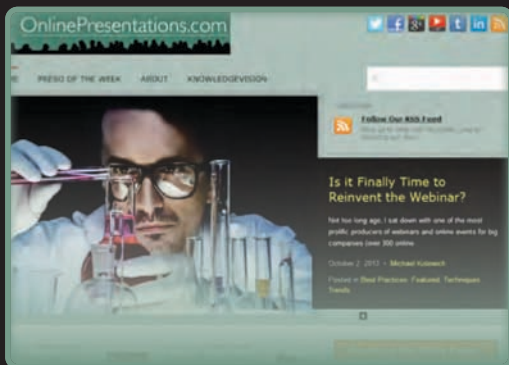 OnlinePresentations.com
PRESO OF THE WEEK ABOUT KNOWLEDGEVISION
Follow Our RSS Feed
Is it Finally Time to
Reinvent the Webinar?
Not too long ago, I sat down with one of the most
prolific producers of webinars and online events for big
companies (over 300 online
October 2, 2013 • Michael Kolowich
Posted in Best Practices, Featured, Techniques,
Trends